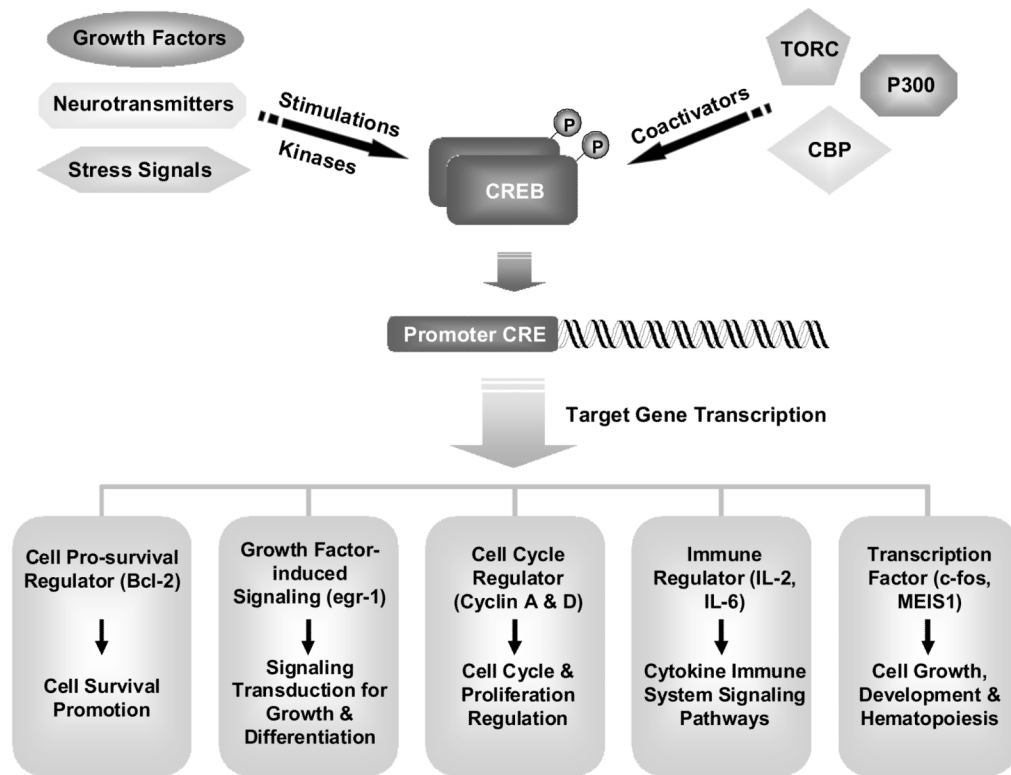 Growth Factors
Neurotransmitters
Stress Signals
Stimulations
Kinases
P
P
CREB
Coactivators
TORC
P300
CBP
Promoter CRE
Target Gene Transcription
Cell Pro-survival
Regulator (Bcl-2)
Cell Survival
Promotion
Growth Factor-
induced
Signaling (egr-1)
Signaling
Transduction for
Growth &
Differentiation
Cell Cycle
Regulator
(Cyclin A & D)
Cell Cycle &
Proliferation
Regulation
Immune
Regulator (IL-2,
IL-6)
Cytokine Immune
System Signaling
Pathways
Transcription
Factor (c-fos,
MEIS1)
Cell Growth,
Development &
Hematopoiesis